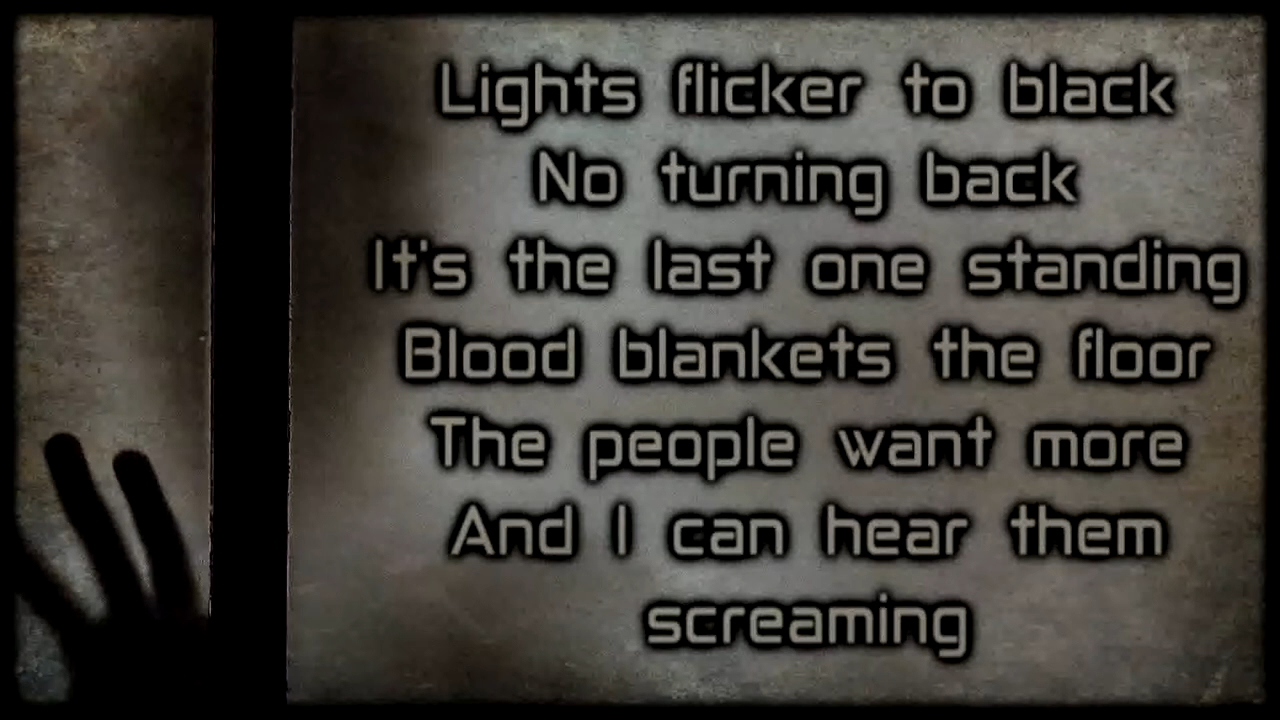 Lights flicker to black
No turning back
It's the last one standing
Blood blankets the floor
The people want more
And I can hear them
screaming